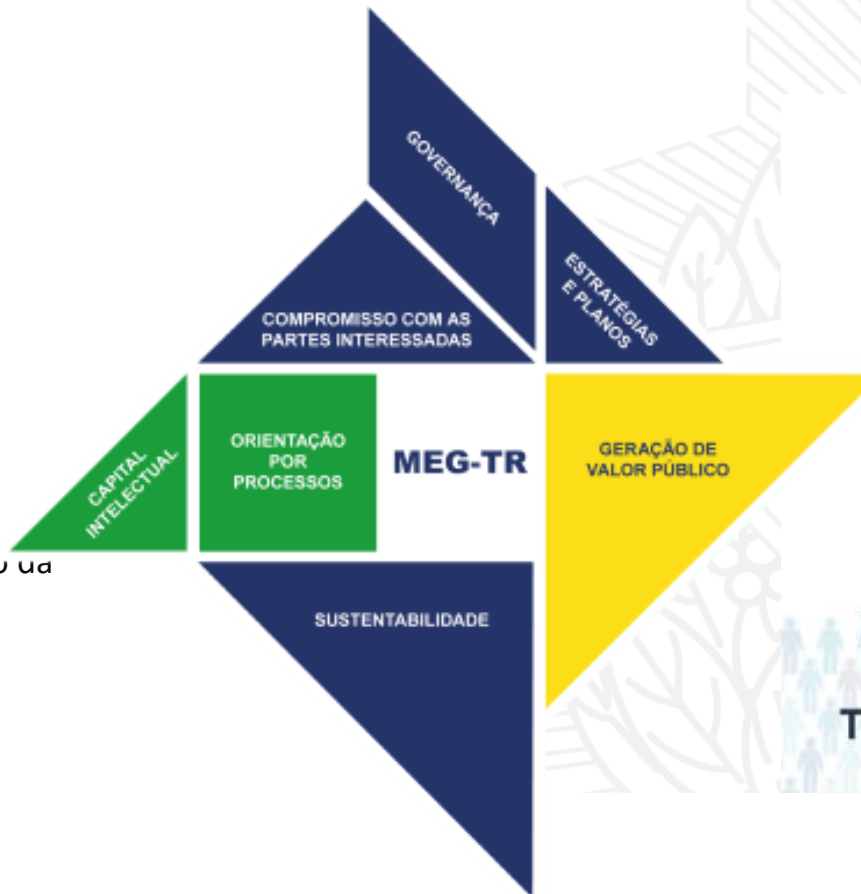 GOVERNANÇA
ESTRATÉGIAS
E PLANOS
COMPROMISSO COM AS
PARTES INTERESSADAS
CAPITAL
INTELECTUAL
ORIENTAÇÃO
POR
PROCESSOS
MEG-TR
GERAÇÃO DE
VALOR PÚBLICO
da
SUSTENTABILIDADE
T